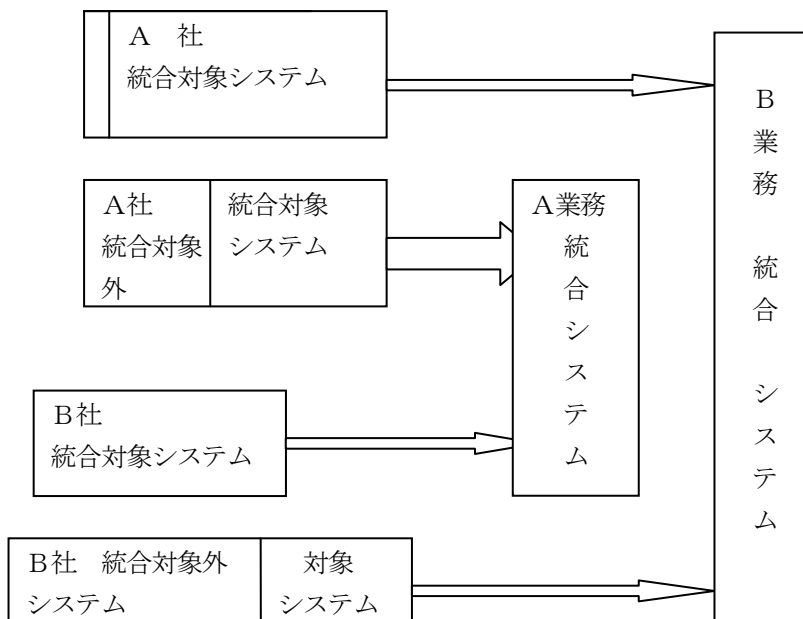 A 社
統合対象システム
A社
統合対象
外
統合対象
システム
A業務
統合システム
B社
統合対象システム
B社 統合対象外
システム
対象
システム
B業務 統合 システム